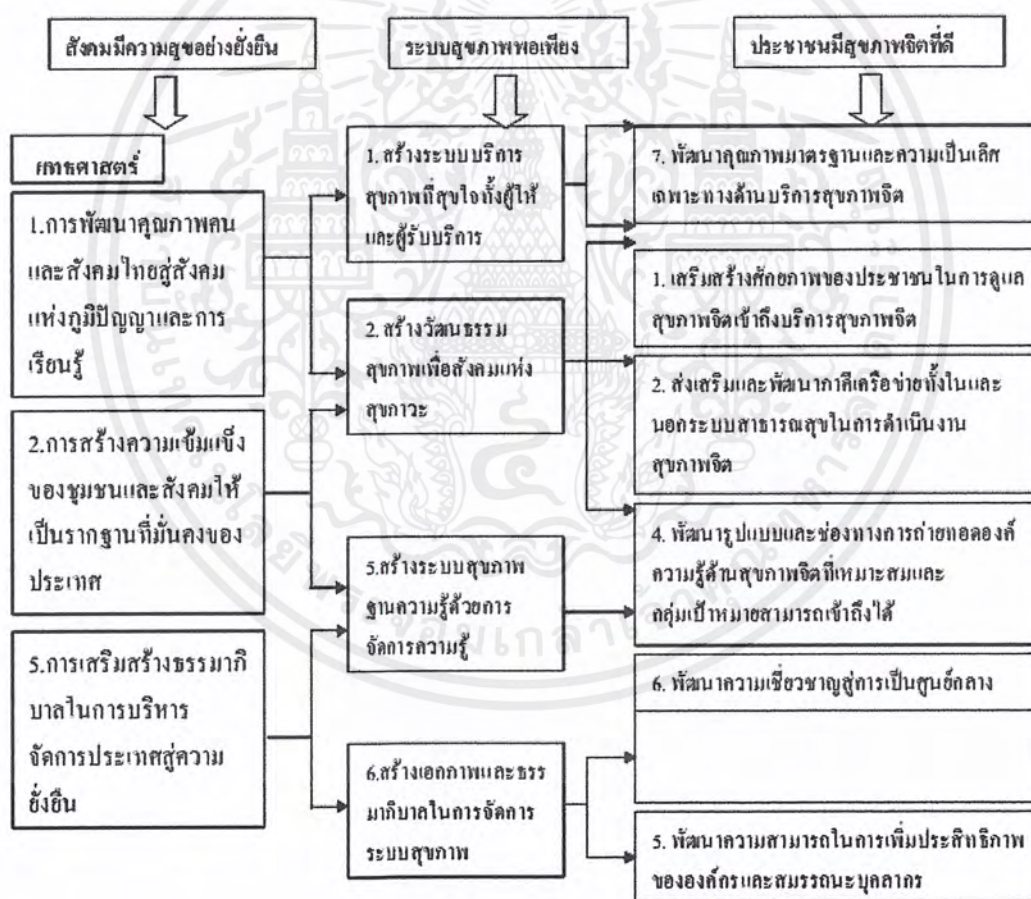 สังคมมีความสุขอย่างยั่งยืน
ระบบสุขภาพพอเพียง
ประชาชนมีสุขภาพจิตที่ดี
ยุทธศาสตร์
1.การพัฒนาคุณภาพคน
และสังคมไทยสู่สังคม
แห่งภูมิปัญญาและการ
เรียนรู้
2.การสร้างความเข้มแข็ง
ของชุมชนและสังคมให้
เป็นรากฐานที่มั่นคงของ
ประเทศ
5.การเสริมสร้างธรรมาภิ
บาลในการบริหาร
จัดการประเทศสู่ความ
ยั่งยืน
1. สร้างระบบบริการ
สุขภาพที่สุขใจทั้งผู้ให้
และผู้รับบริการ
2. สร้างวัฒนธรรม
สุขภาพเพื่อสังคมแห่ง
สุขภาวะ
5.สร้างระบบสุขภาพ
ฐานความรู้ด้วยการ
จัดการความรู้
6.สร้างเอกภาพและธรร
มาภิบาลในการจัดการ
ระบบสุขภาพ
7. พัฒนาคุณภาพมาตรฐานและความเป็นเลิศ
เฉพาะทางด้านบริการสุขภาพจิต
1. เสริมสร้างศักยภาพของประชาชนในการดูแล
สุขภาพจิตเข้าถึงบริการสุขภาพจิต
2. ส่งเสริมและพัฒนาภาคีเครือข่ายทั้งในและ
นอกระบบสาธารณสุขในการดำเนินงาน
สุขภาพจิต
4. พัฒนารูปแบบและช่องทางการถ่ายทอดองค์
ความรู้ด้านสุขภาพจิตที่เหมาะสมและ
กลุ่มเป้าหมายสามารถเข้าถึงได้
6. พัฒนาความเชี่ยวชาญสู่การเป็นศูนย์กลาง
5. พัฒนาความสามารถในการเพิ่มประสิทธิภาพ
ขององค์กรและสมรรถนะบุคลากร